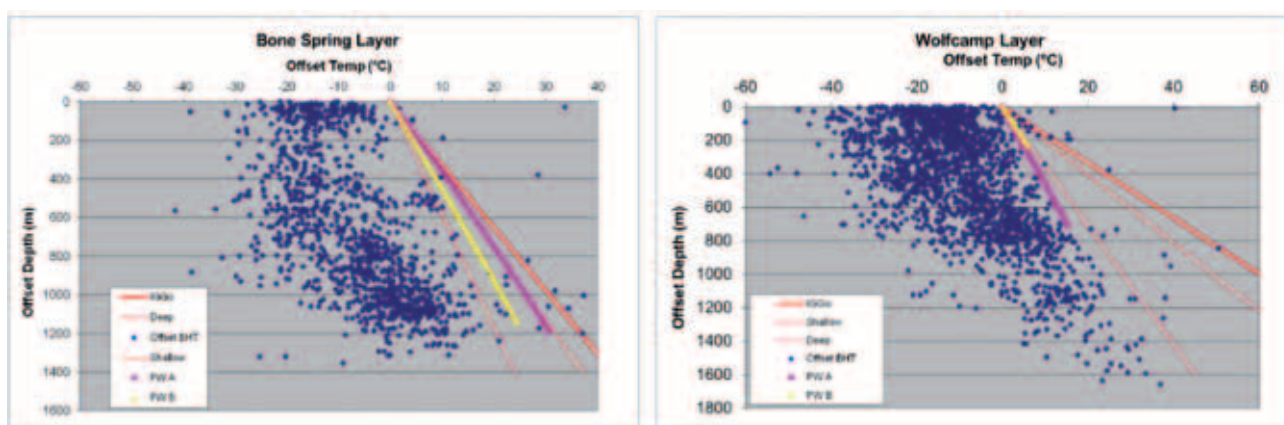 Bone Spring Layer
Offset Temp (°C)
-60 -50 -40 -30 -20 -10 0 10 20 30 40
0
200
400
600
800
1000
1200
1400
1600
Offset Depth (m)
Deep
Offset BHT
Shallow
PW A
PW B
Wolfcamp Layer
Offset Temp (°C)
-60 -40 -20 0 20 40 60
0
200
400
600
800
1000
1200
1400
1600
1800
Offset Depth (m)
Shallow
Deep
Offset BHT
PW A
PW B